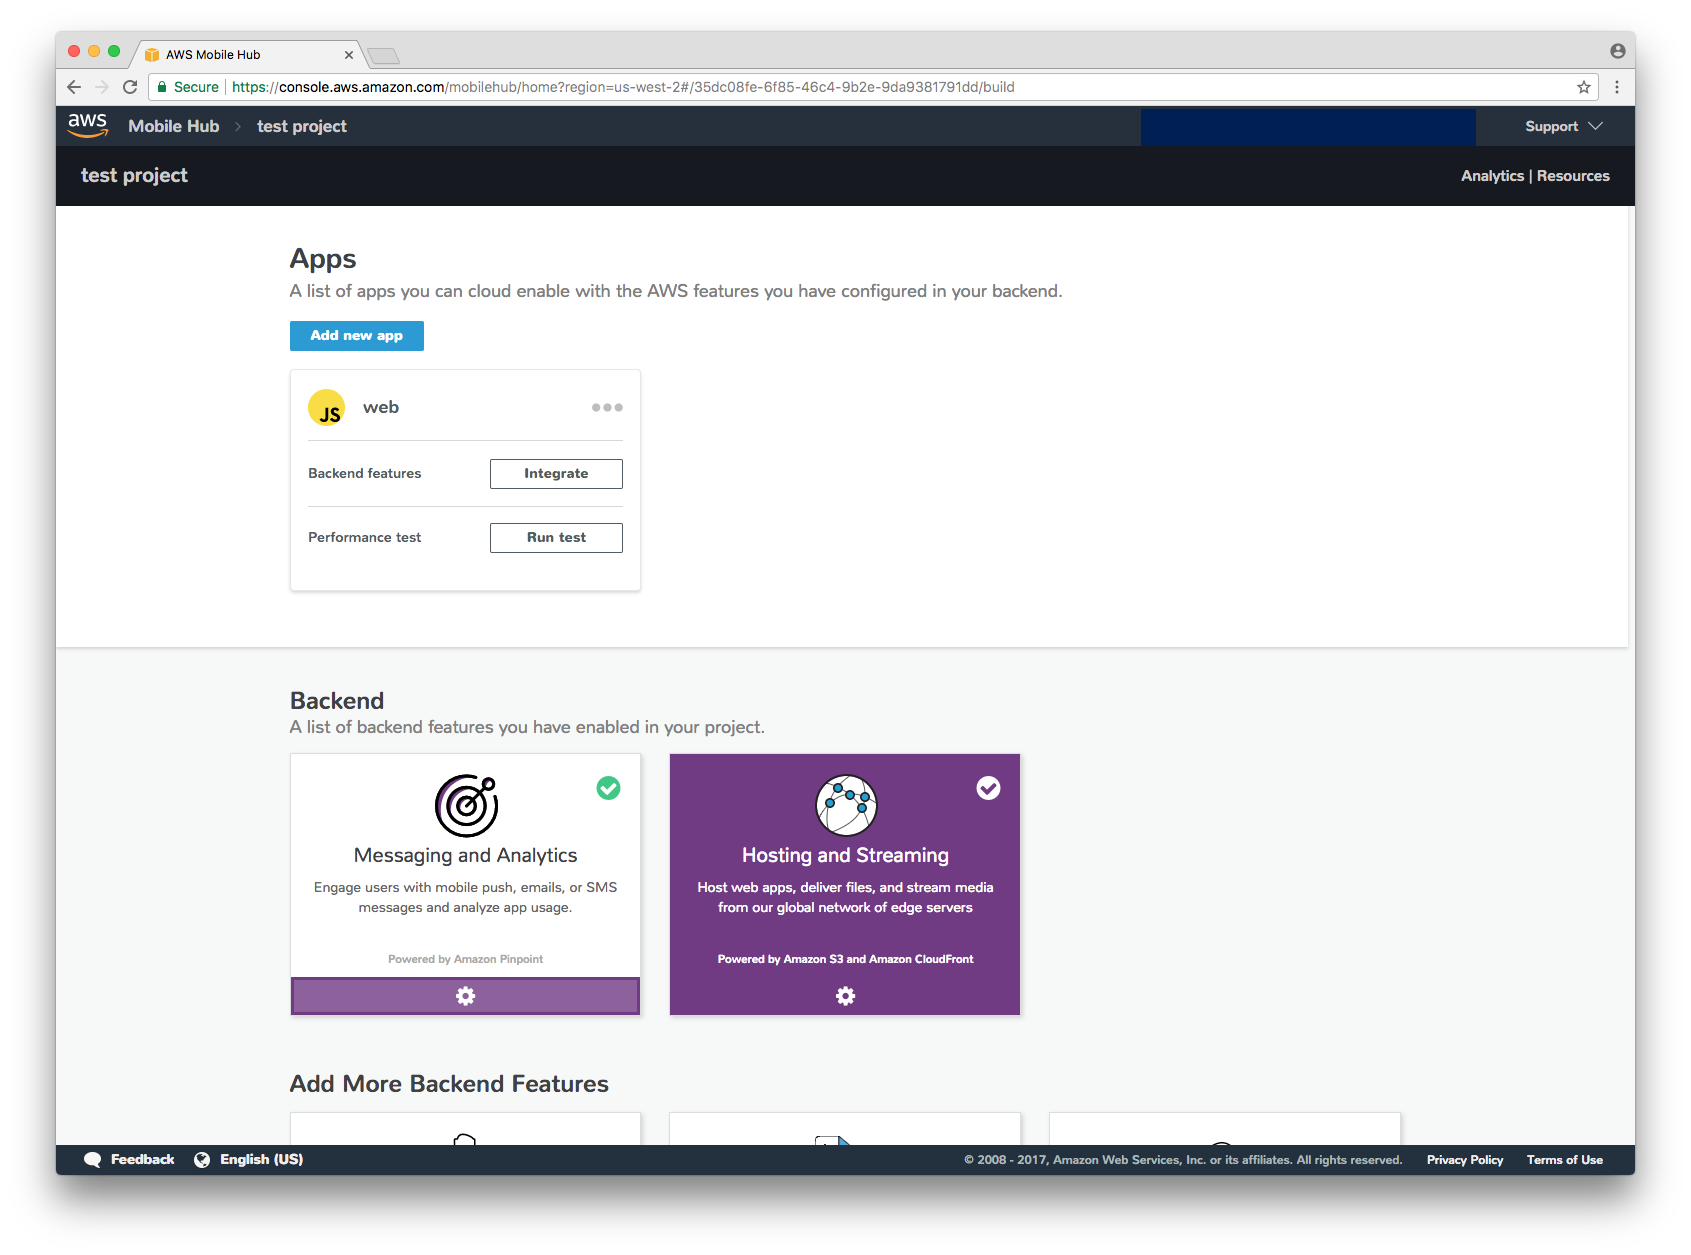 AWS Mobile Hub
Secure https://console.aws.amazon.com/mobilehub/home?region=us-west-2#/35dc08fe-6f85-46c4-9b2e-9da9381791dd/build
aws Mobile Hub > test project Support
test project Analytics | Resources
Apps
A list of apps you can cloud enable with the AWS features you have configured in your backend.
Add new app
JS web
Backend features Integrate
Performance test Run test
Backend
A list of backend features you have enabled in your project.
Messaging and Analytics
Engage users with mobile push, emails, or SMS
messages and analyze app usage.
Powered by Amazon Pinpoint
Hosting and Streaming
Host web apps, deliver files, and stream media
from our global network of edge servers
Powered by Amazon S3 and Amazon CloudFront
Add More Backend Features
Feedback English (US) © 2008 - 2017, Amazon Web Services, Inc. or its affiliates. All rights reserved. Privacy Policy Terms of Use